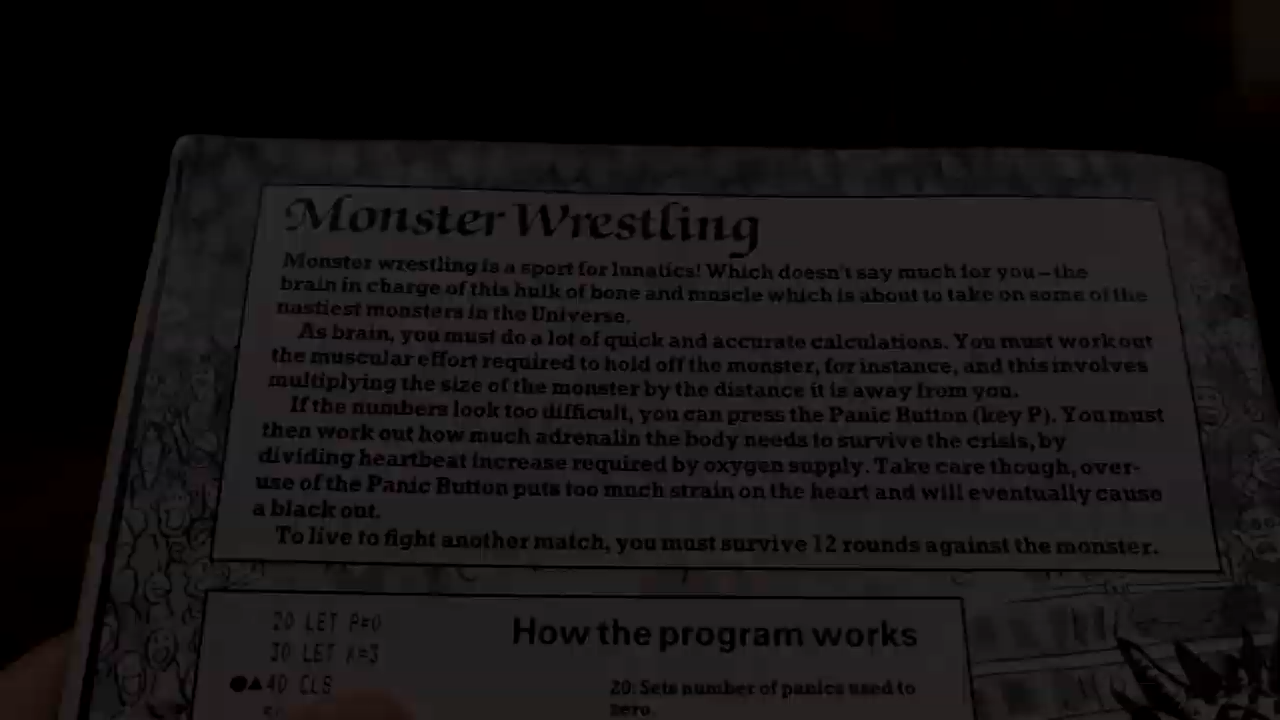 Monster Wrestling
Monster wrestling is a sport for lunatics! Which doesn't say much for you—the
brain in charge of this hulk of bone and muscle which is about to take on some of the
nastiest monsters in the Universe.
As brain, you must do a lot of quick and accurate calculations. You must work out
the muscular effort required to hold off the monster, for instance, and this involves
multiplying the size of the monster by the distance it is away from you.
If the numbers look too difficult, you can press the Panic Button (key P). You must
then work out how much adrenalin the body needs to survive the crisis, by
dividing heartbeat increase required by oxygen supply. Take care though, over-
use of the Panic Button puts too much strain on the heart and will eventually cause
a black out.
To live to fight another match, you must survive 12 rounds against the monster.
20 LET P=0
30 LET A=3
●▲40 CLS
How the program works
20: Sets number of panics used to
zero.